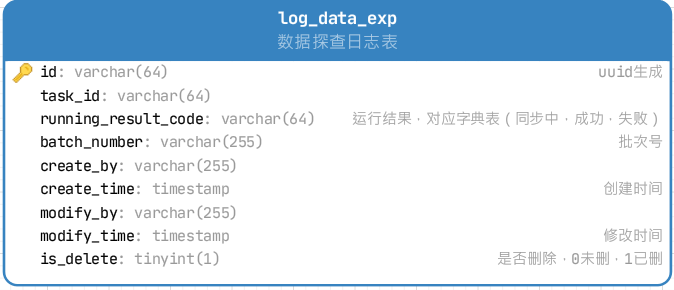 log_data_exp
数据探查日志表
id: varchar(64) uuid生成
task_id: varchar(64)
running_result_code: varchar(64) 运行结果·对应字典表(同步中·成功·失败)
batch_number: varchar(255) 批次号
create_by: varchar(255)
create_time: timestamp 创建时间
modify_by: varchar(255)
modify_time: timestamp 修改时间
is_delete: tinyint(1) 是否删除·0未删·1已删